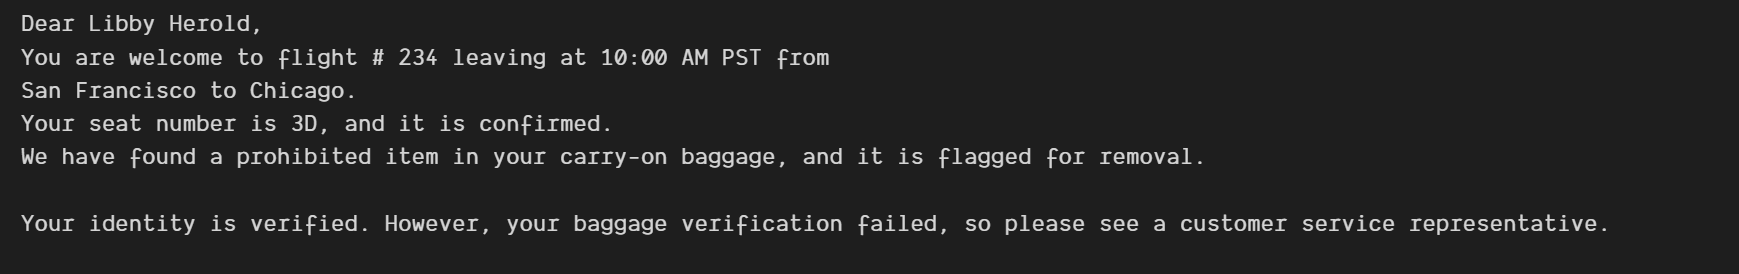 Dear Libby Herold,
You are welcome to flight # 234 leaving at 10:00 AM PST from
San Francisco to Chicago.
Your seat number is 3D, and it is confirmed.
We have found a prohibited item in your carry-on baggage, and it is flagged for removal.
Your identity is verified. However, your baggage verification failed, so please see a customer service representative.